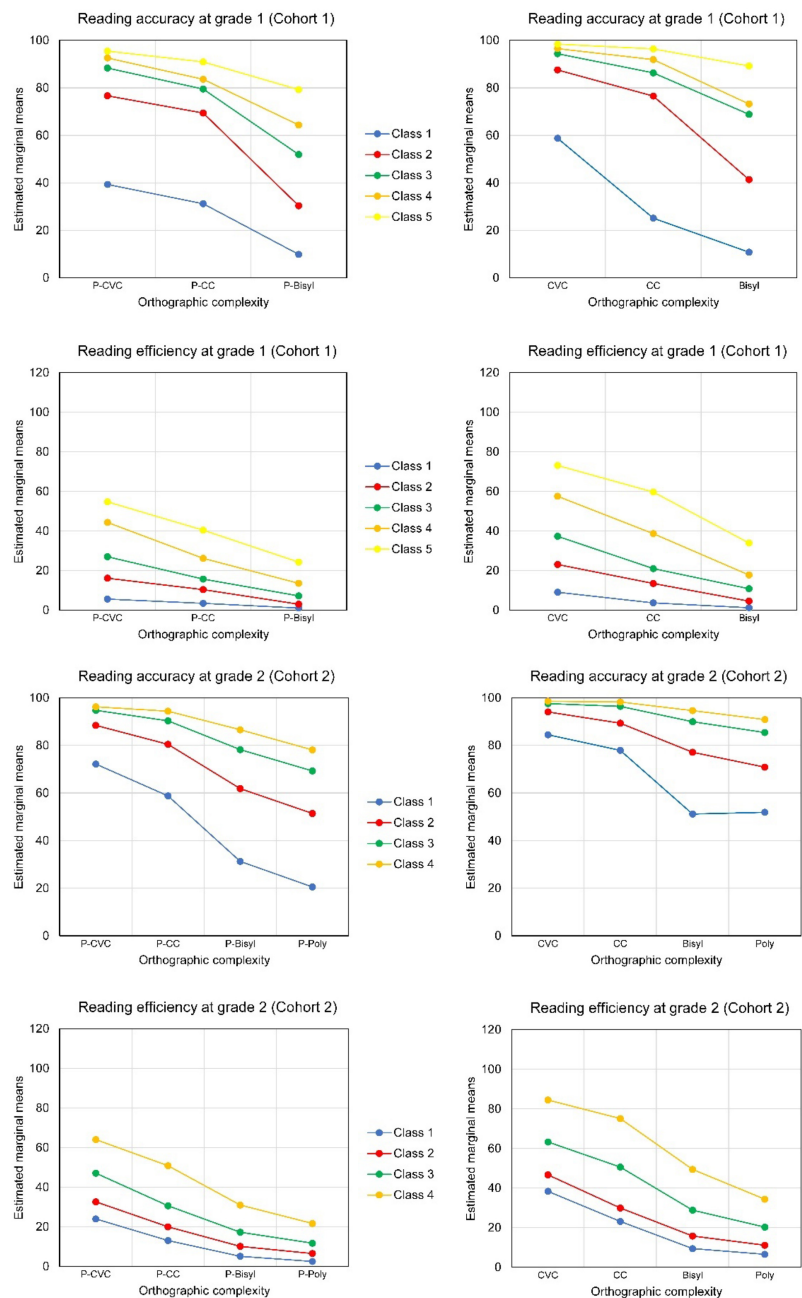 Reading accuracy at grade 1 (Cohort 1)
100
80
60
40
20
0
Estimated marginal means
P-CVC P-CC P-Bisyl
Orthographic complexity
Class 1
Class 2
Class 3
Class 4
Class 5
Reading accuracy at grade 1 (Cohort 1)
100
80
60
40
20
0
Estimated marginal means
CVC CC Bisyl
Orthographic complexity
Reading efficiency at grade 1 (Cohort 1)
120
100
80
60
40
20
0
Estimated marginal means
P-CVC P-CC P-Bisyl
Orthographic complexity
Class 1
Class 2
Class 3
Class 4
Class 5
Reading efficiency at grade 1 (Cohort 1)
120
100
80
60
40
20
0
Estimated marginal means
CVC CC Bisyl
Orthographic complexity
Reading accuracy at grade 2 (Cohort 2)
100
80
60
40
20
0
Estimated marginal means
P-CVC P-CC P-Bisyl P-Poly
Orthographic complexity
Class 1
Class 2
Class 3
Class 4
Reading accuracy at grade 2 (Cohort 2)
100
80
60
40
20
0
Estimated marginal means
CVC CC Bisyl Poly
Orthographic complexity
Reading efficiency at grade 2 (Cohort 2)
120
100
80
60
40
20
0
Estimated marginal means
P-CVC P-CC P-Bisyl P-Poly
Orthographic complexity
Class 1
Class 2
Class 3
Class 4
Reading efficiency at grade 2 (Cohort 2)
120
100
80
60
40
20
0
Estimated marginal means
CVC CC Bisyl Poly
Orthographic complexity